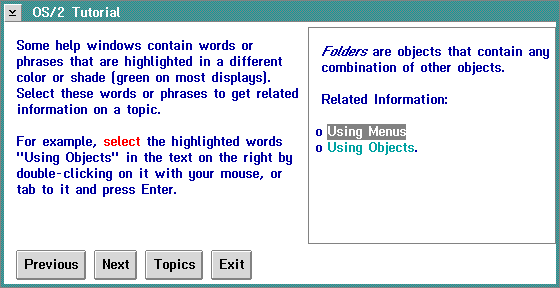 OS/2 Tutorial
Some help windows contain words or
phrases that are highlighted in a different
color or shade (green on most displays).
Select these words or phrases to get related
information on a topic.
For example, select the highlighted words
"Using Objects" in the text on the right by
double-clicking on it with your mouse, or
tab to it and press Enter.
Folders are objects that contain any
combination of other objects.
Related Information:
o Using Menus
o Using Objects.
Previous Next Topics Exit